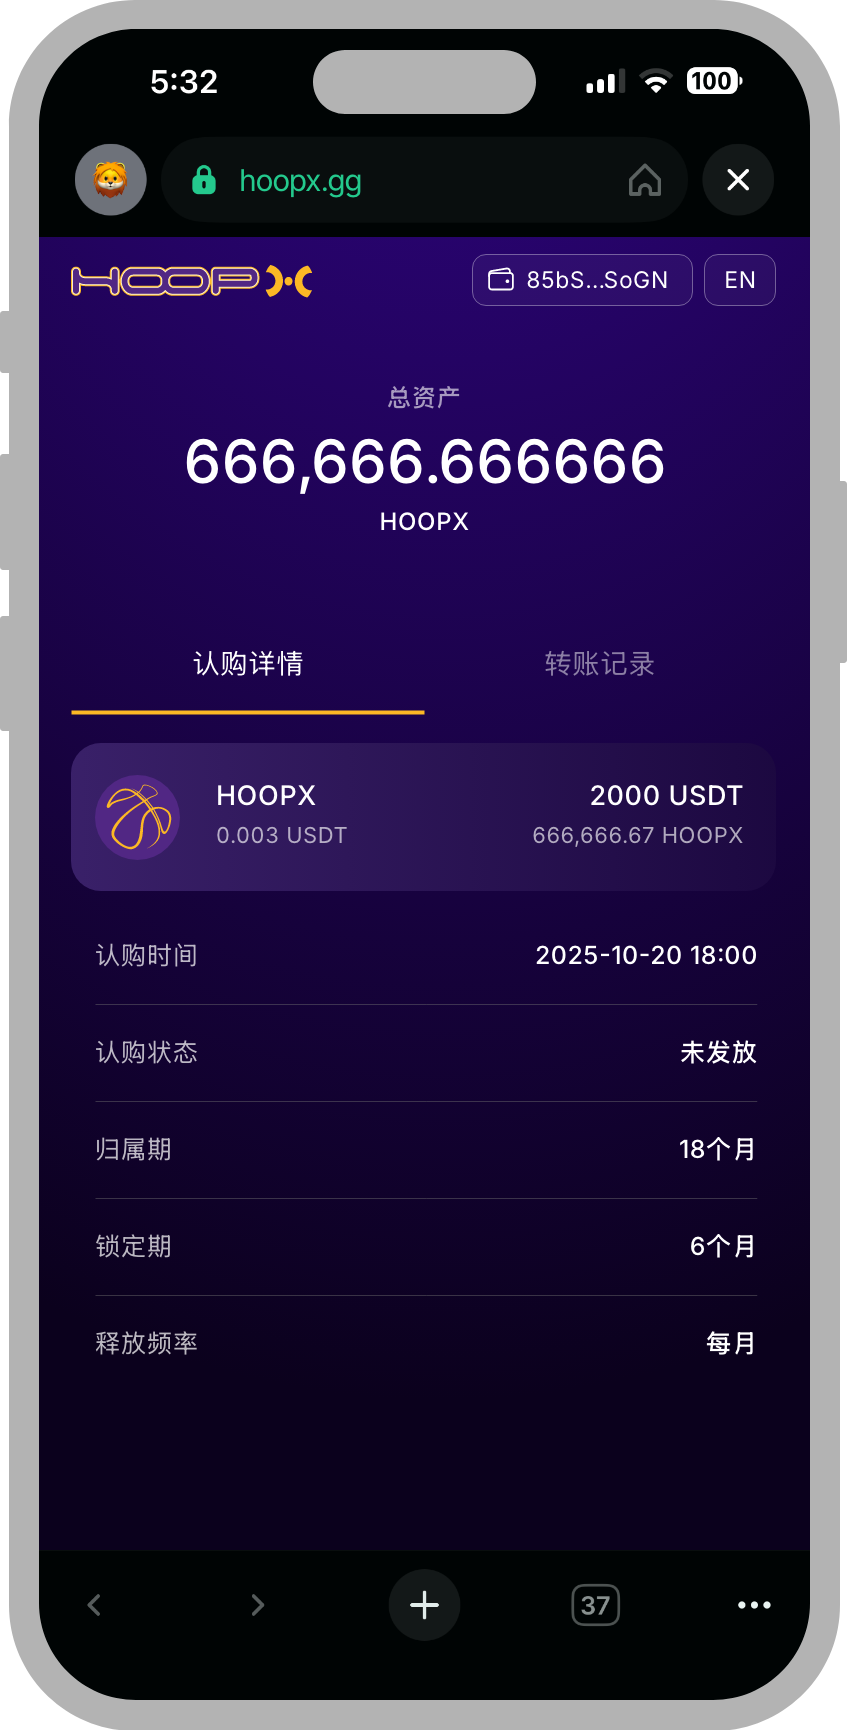 5:32
100
hoopx.gg
HOOPX
85bS...SoGN
EN
总资产
666,666.666666
HOOPX
认购详情
转账记录
HOOPX
2000 USDT
0.003 USDT
666,666.67 HOOPX
认购时间
2025-10-20 18:00
认购状态
未发放
归属期
18个月
锁定期
6个月
释放频率
每月
37